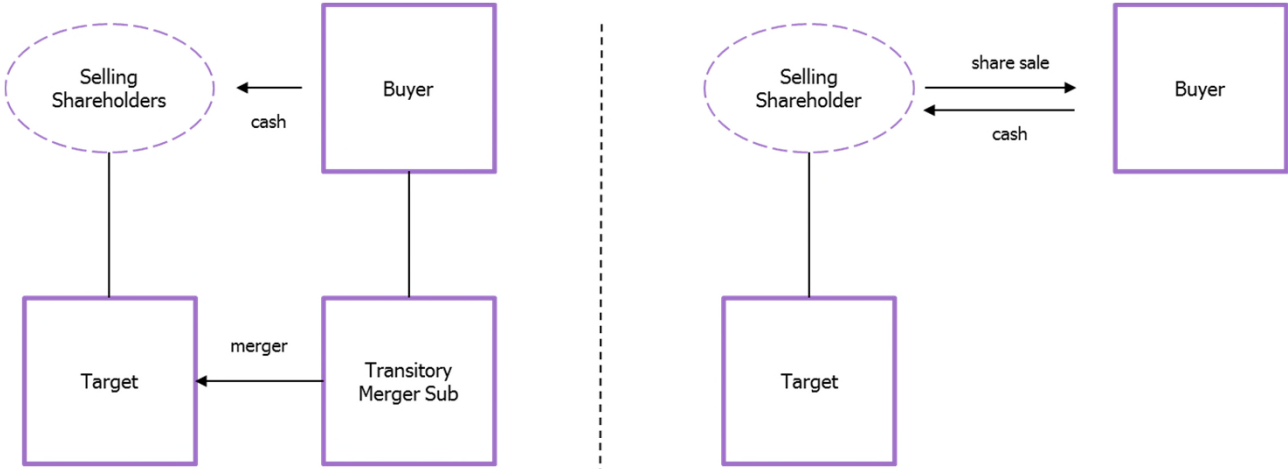 Selling
Shareholders
cash
Buyer
Target
merger
Transitory
Merger Sub
Selling
Shareholder
share sale
cash
Buyer
Target